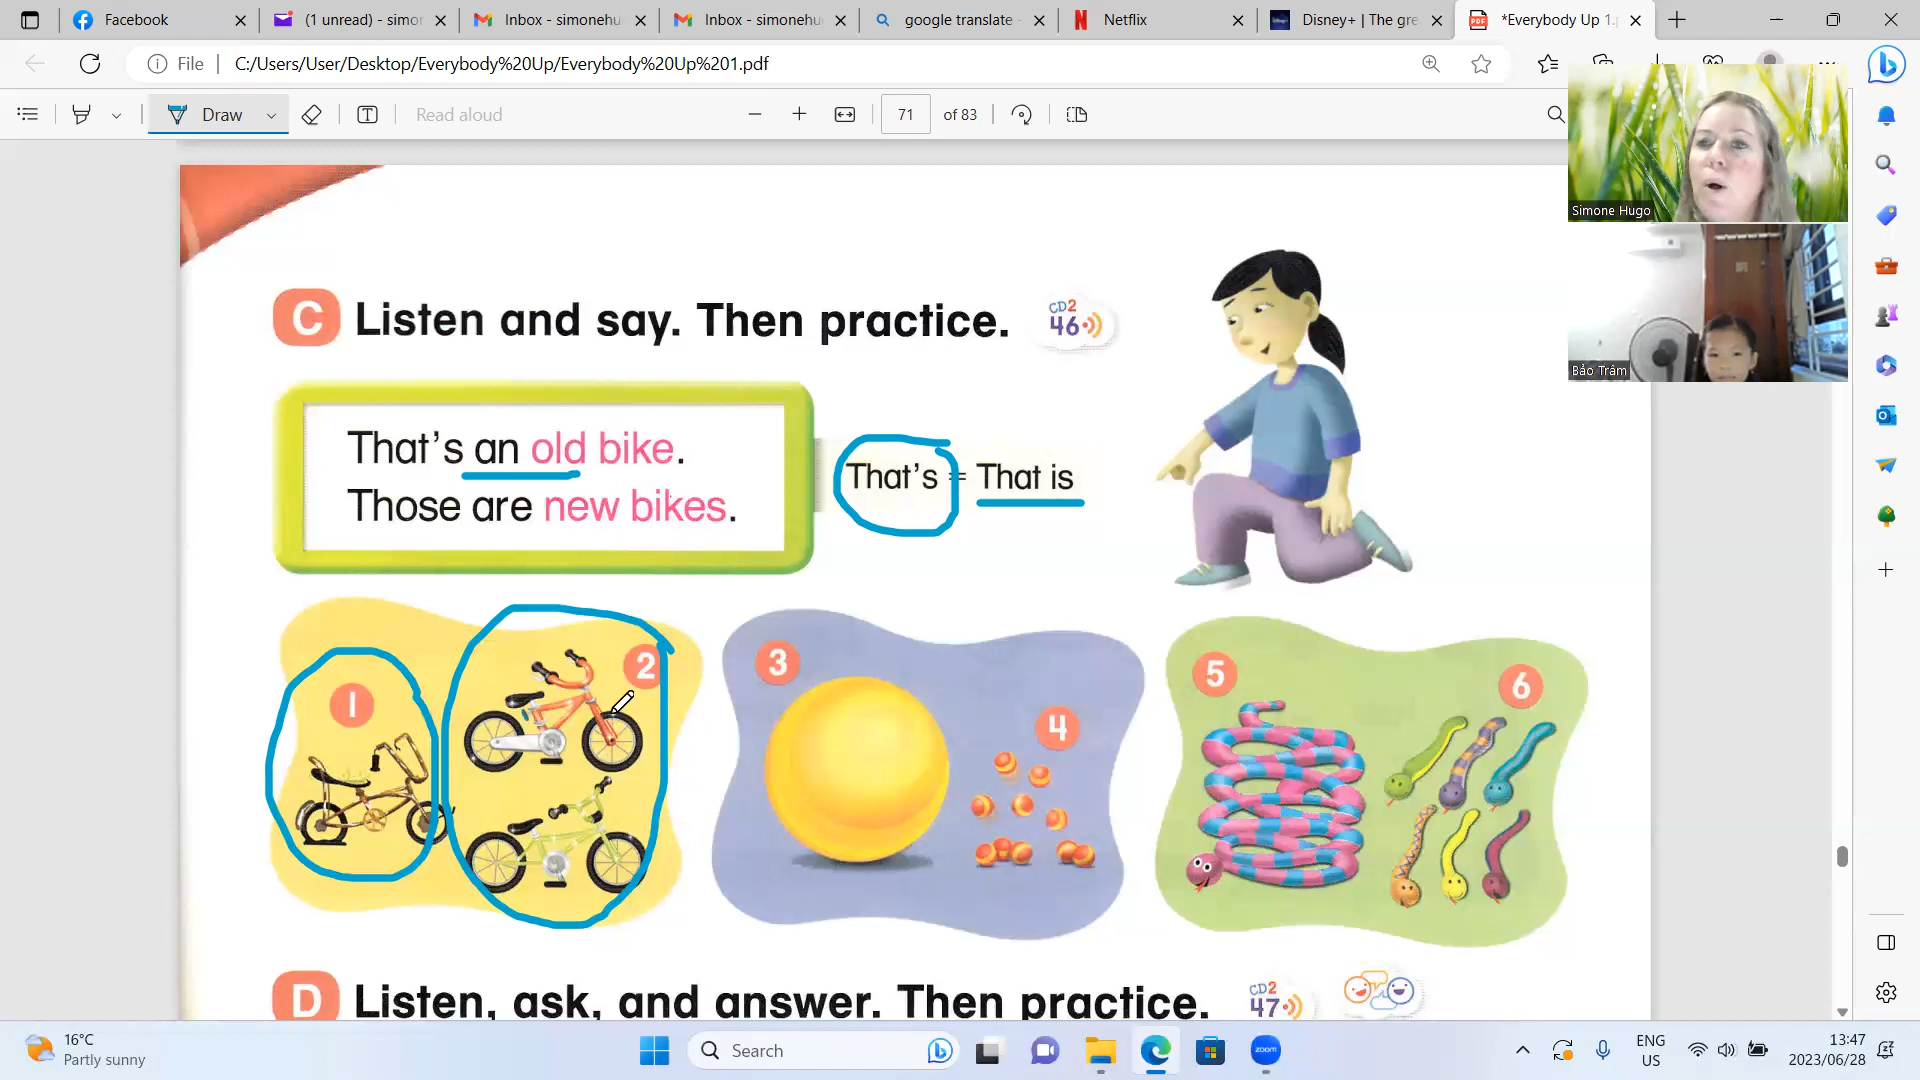 Facebook
(1 unread) - simor
Inbox - simonehu
Inbox - simonehu
google translate -
Netflix
Disney+ | The gre
*Everybody Up 1.p
File
C:/Users/User/Desktop/Everybody%20Up/Everybody%20Up%201.pdf
Draw
Read aloud
71
of 83
Simone Hugo
Bảo Trâm
C Listen and say. Then practice.
CD2
46
That's an old bike.
Those are new bikes.
That's = That is
1
2
3
4
5
6
D Listen, ask, and answer. Then practice.
CD2
47
16°C
Partly sunny
Search
zoom
ENG
US
13:47
2023/06/28